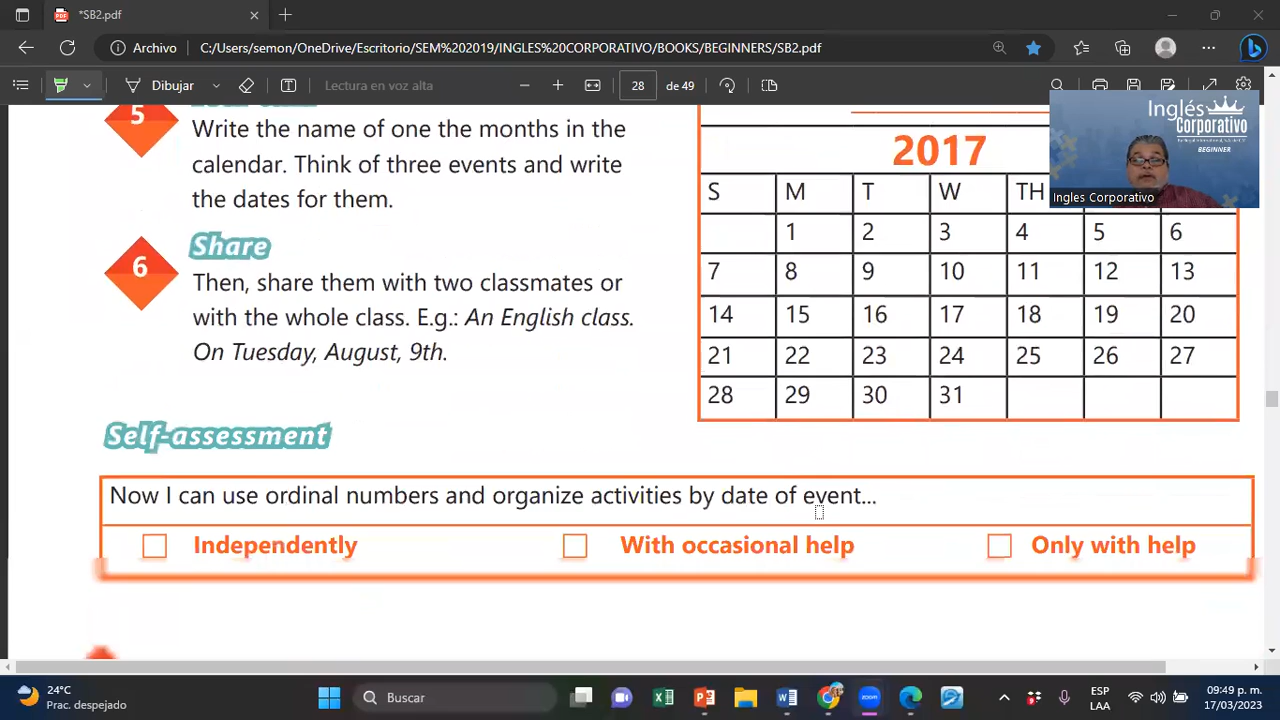 *SB2.pdf
Archivo
C:/Users/semon/OneDrive/Escritorio/SEM%202019/INGLES%20CORPORATIVO/BOOKS/BEGINNERS/SB2.pdf
Dibujar
Lectura en voz alta
28
de 49
5
Write the name of one the months in the
calendar. Think of three events and write
the dates for them.
6
Share
Then, share them with two classmates or
with the whole class. E.g.: An English class.
On Tuesday, August, 9th.
2017
S M T W TH
1 2 3 4 5 6
7 8 9 10 11 12 13
14 15 16 17 18 19 20
21 22 23 24 25 26 27
28 29 30 31
Inglés
Corporativo
BEGINNER
Ingles Corporativo
Self-assessment
Now I can use ordinal numbers and organize activities by date of event...
Independently
With occasional help
Only with help
24°C
Prac. despejado
Buscar
ESP
LAA
09:49 p. m.
17/03/2023